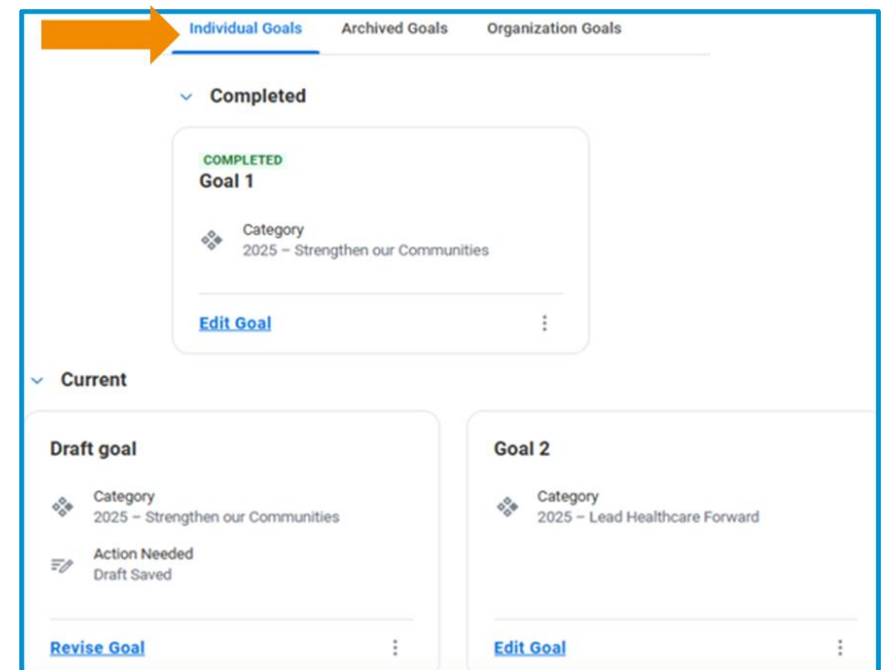 Individual Goals Archived Goals Organization Goals
Completed
COMPLETED
Goal 1
Category
2025 – Strengthen our Communities
Edit Goal
Current
Draft goal
Category
2025 – Strengthen our Communities
Action Needed
Draft Saved
Revise Goal
Goal 2
Category
2025 – Lead Healthcare Forward
Edit Goal